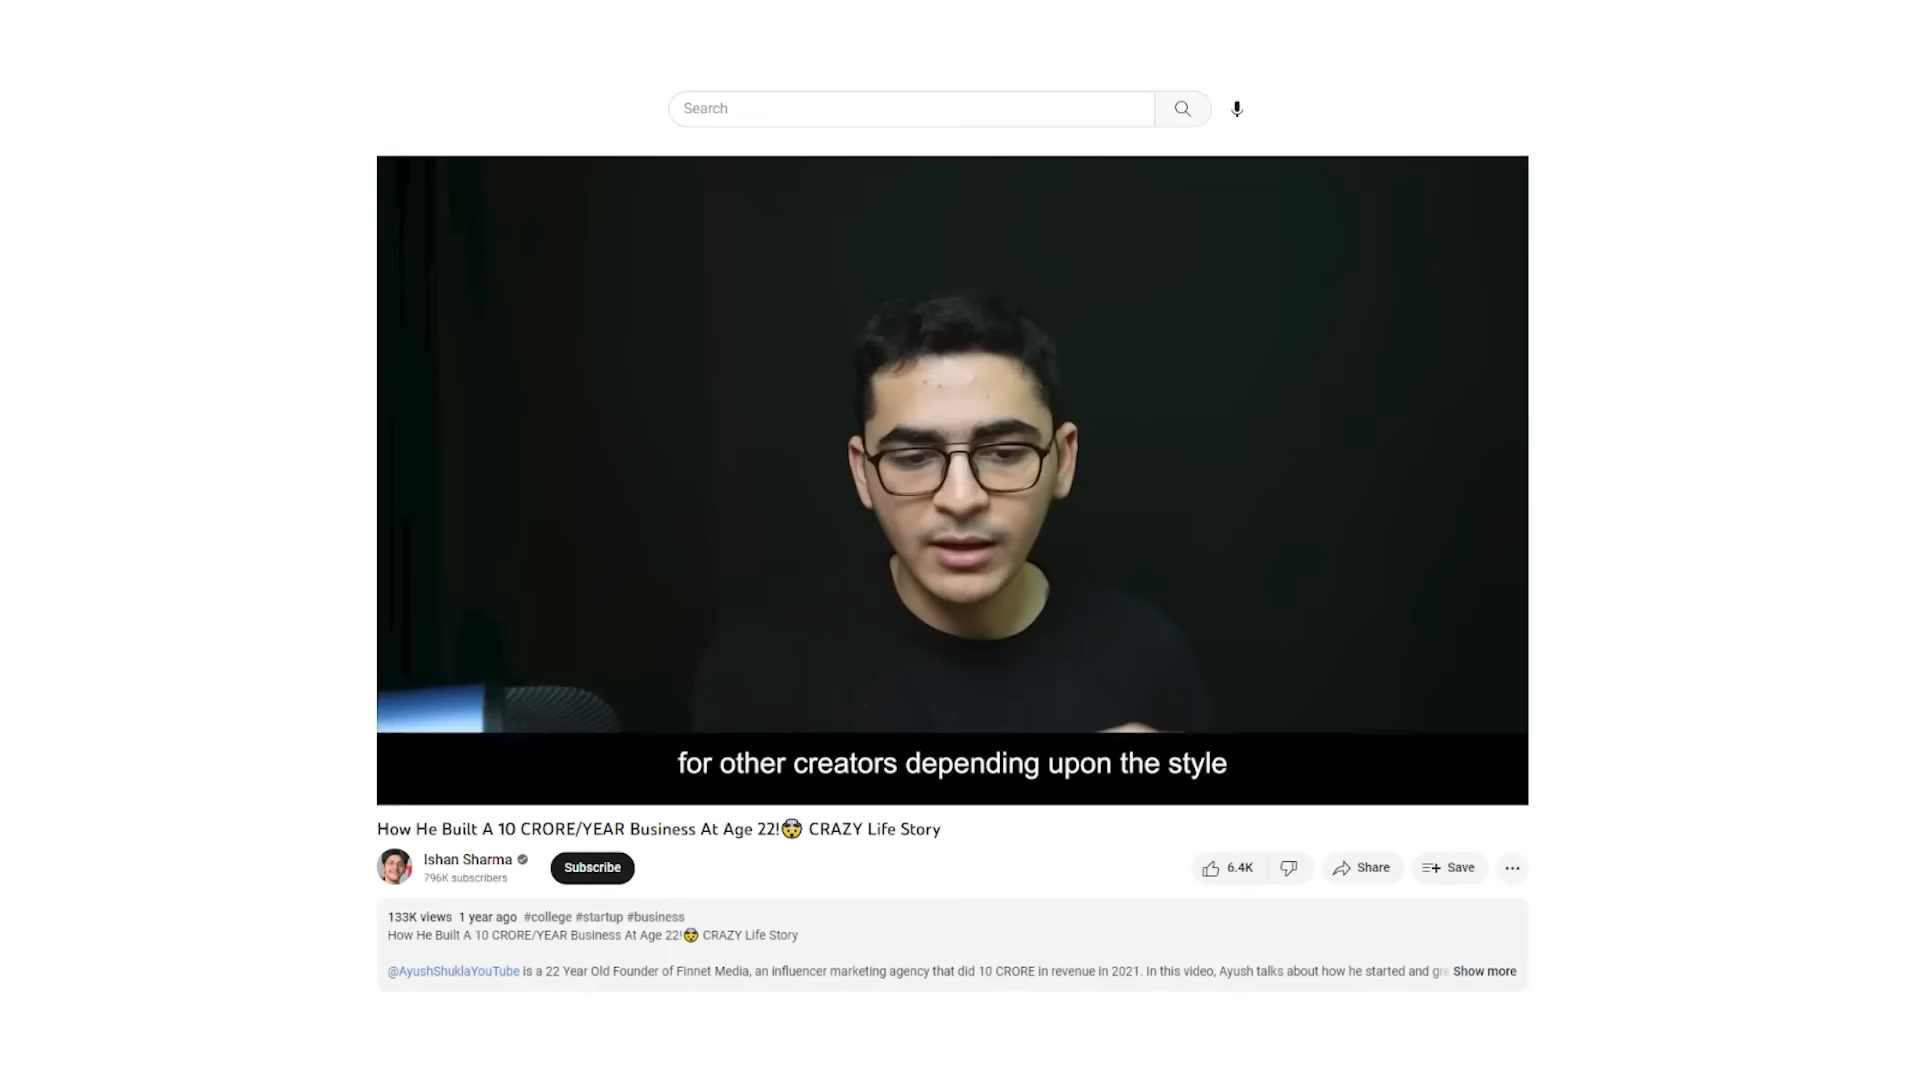 Search
for other creators depending upon the style
How He Built A 10 CRORE/YEAR Business At Age 22!🤯 CRAZY Life Story
Ishan Sharma
796K subscribers
Subscribe
6.4K
Share
Save
133K views 1 year ago #college #startup #business
How He Built A 10 CRORE/YEAR Business At Age 22!🤯 CRAZY Life Story
@AyushShuklaYouTube is a 22 Year Old Founder of Finnet Media, an influencer marketing agency that did 10 CRORE in revenue in 2021. In this video, Ayush talks about how he started and gre Show more